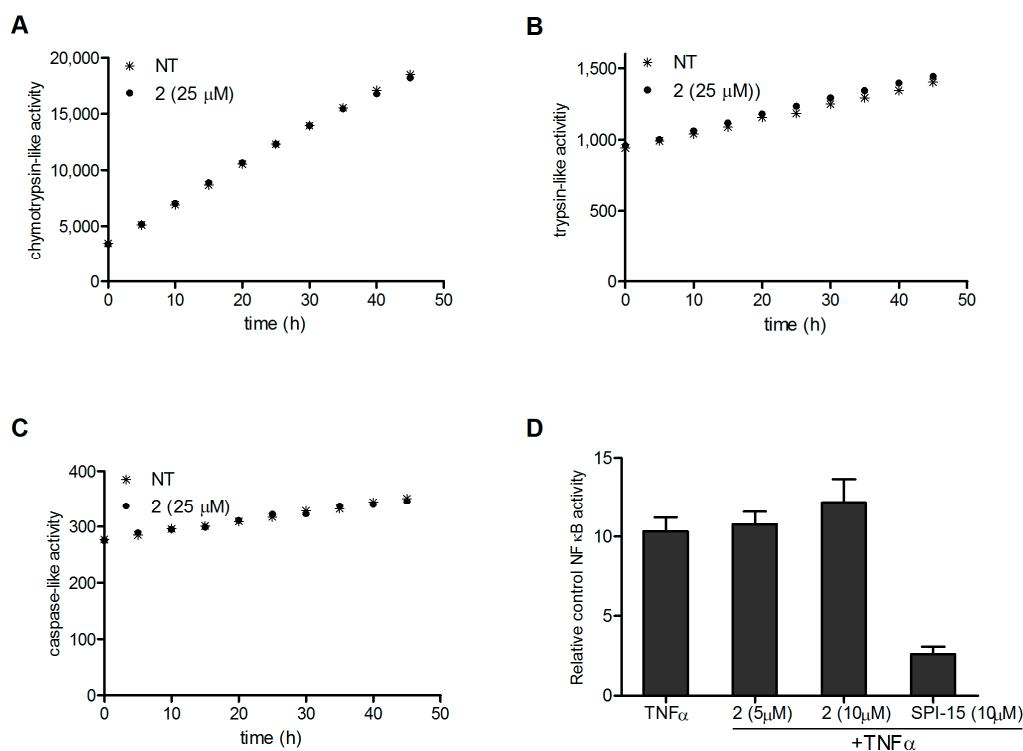 A
chymotrypsin-like activity
20,000
15,000
10,000
5,000
0
NT
2 (25 μM)
0 10 20 30 40 50
time (h)
B
trypsin-like activitiy
1,500
1,000
500
0
NT
2 (25 μM))
0 10 20 30 40 50
time (h)
C
caspase-like activity
400
300
200
100
0
NT
2 (25 μM)
0 10 20 30 40 50
time (h)
D
Relative control NF κB activity
15
10
5
0
TNFα 2 (5μM) 2 (10μM) SPI-15 (10μM)
+TNFα